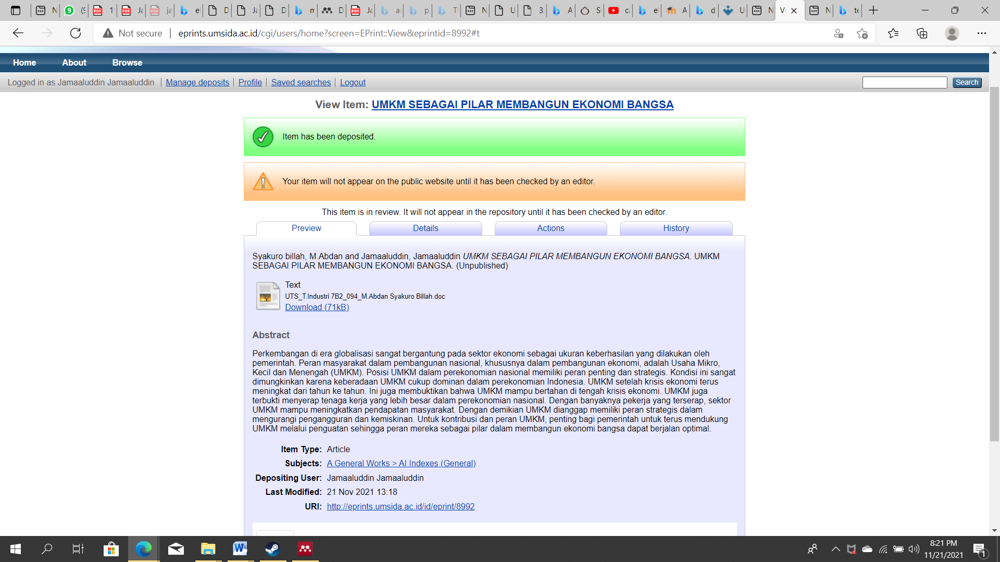 N
(9
1
Ja
ja
el
D
Ja
D
m
D
Ja
a
p
Tl
N
U
3.
A
S
ca
el
A
d
U
N
Vi
N
te
Not secure
eprints.umsida.ac.id/cgi/users/home?screen=EPrint::View&eprintid=8992#t
Home About Browse
Logged in as Jamaaluddin Jamaaluddin | Manage deposits | Profile | Saved searches | Logout
Search
View Item: UMKM SEBAGAI PILAR MEMBANGUN EKONOMI BANGSA
Item has been deposited.
Your item will not appear on the public website until it has been checked by an editor.
This item is in review. It will not appear in the repository until it has been checked by an editor.
Preview Details Actions History
Syakuro billah, M.Abdan and Jamaaluddin, Jamaaluddin UMKM SEBAGAI PILAR MEMBANGUN EKONOMI BANGSA. UMKM
SEBAGAI PILAR MEMBANGUN EKONOMI BANGSA. (Unpublished)
Text
UTS_T.Industri 7B2_094_M.Abdan Syakuro Billah.doc
Download (71kB)
Abstract
Perkembangan di era globalisasi sangat bergantung pada sektor ekonomi sebagai ukuran keberhasilan yang dilakukan oleh
pemerintah. Peran masyarakat dalam pembangunan nasional, khususnya dalam pembangunan ekonomi, adalah Usaha Mikro,
Kecil dan Menengah (UMKM). Posisi UMKM dalam perekonomian nasional memiliki peran penting dan strategis. Kondisi ini sangat
dimungkinkan karena keberadaan UMKM cukup dominan dalam perekonomian Indonesia. UMKM setelah krisis ekonomi terus
meningkat dari tahun ke tahun. Ini juga membuktikan bahwa UMKM mampu bertahan di tengah krisis ekonomi. UMKM juga
terbukti menyerap tenaga kerja yang lebih besar dalam perekonomian nasional. Dengan banyaknya pekerja yang terserap, sektor
UMKM mampu meningkatkan pendapatan masyarakat. Dengan demikian UMKM dianggap memiliki peran strategis dalam
mengurangi pengangguran dan kemiskinan. Untuk kontribusi dan peran UMKM, penting bagi pemerintah untuk terus mendukung
UMKM melalui penguatan sehingga peran mereka sebagai pilar dalam membangun ekonomi bangsa dapat berjalan optimal.
Item Type: Article
Subjects: A General Works > AI Indexes (General)
Depositing User: Jamaaluddin Jamaaluddin
Last Modified: 21 Nov 2021 13:18
URI: http://eprints.umsida.ac.id/id/eprint/8992
8:21 PM
11/21/2021
1